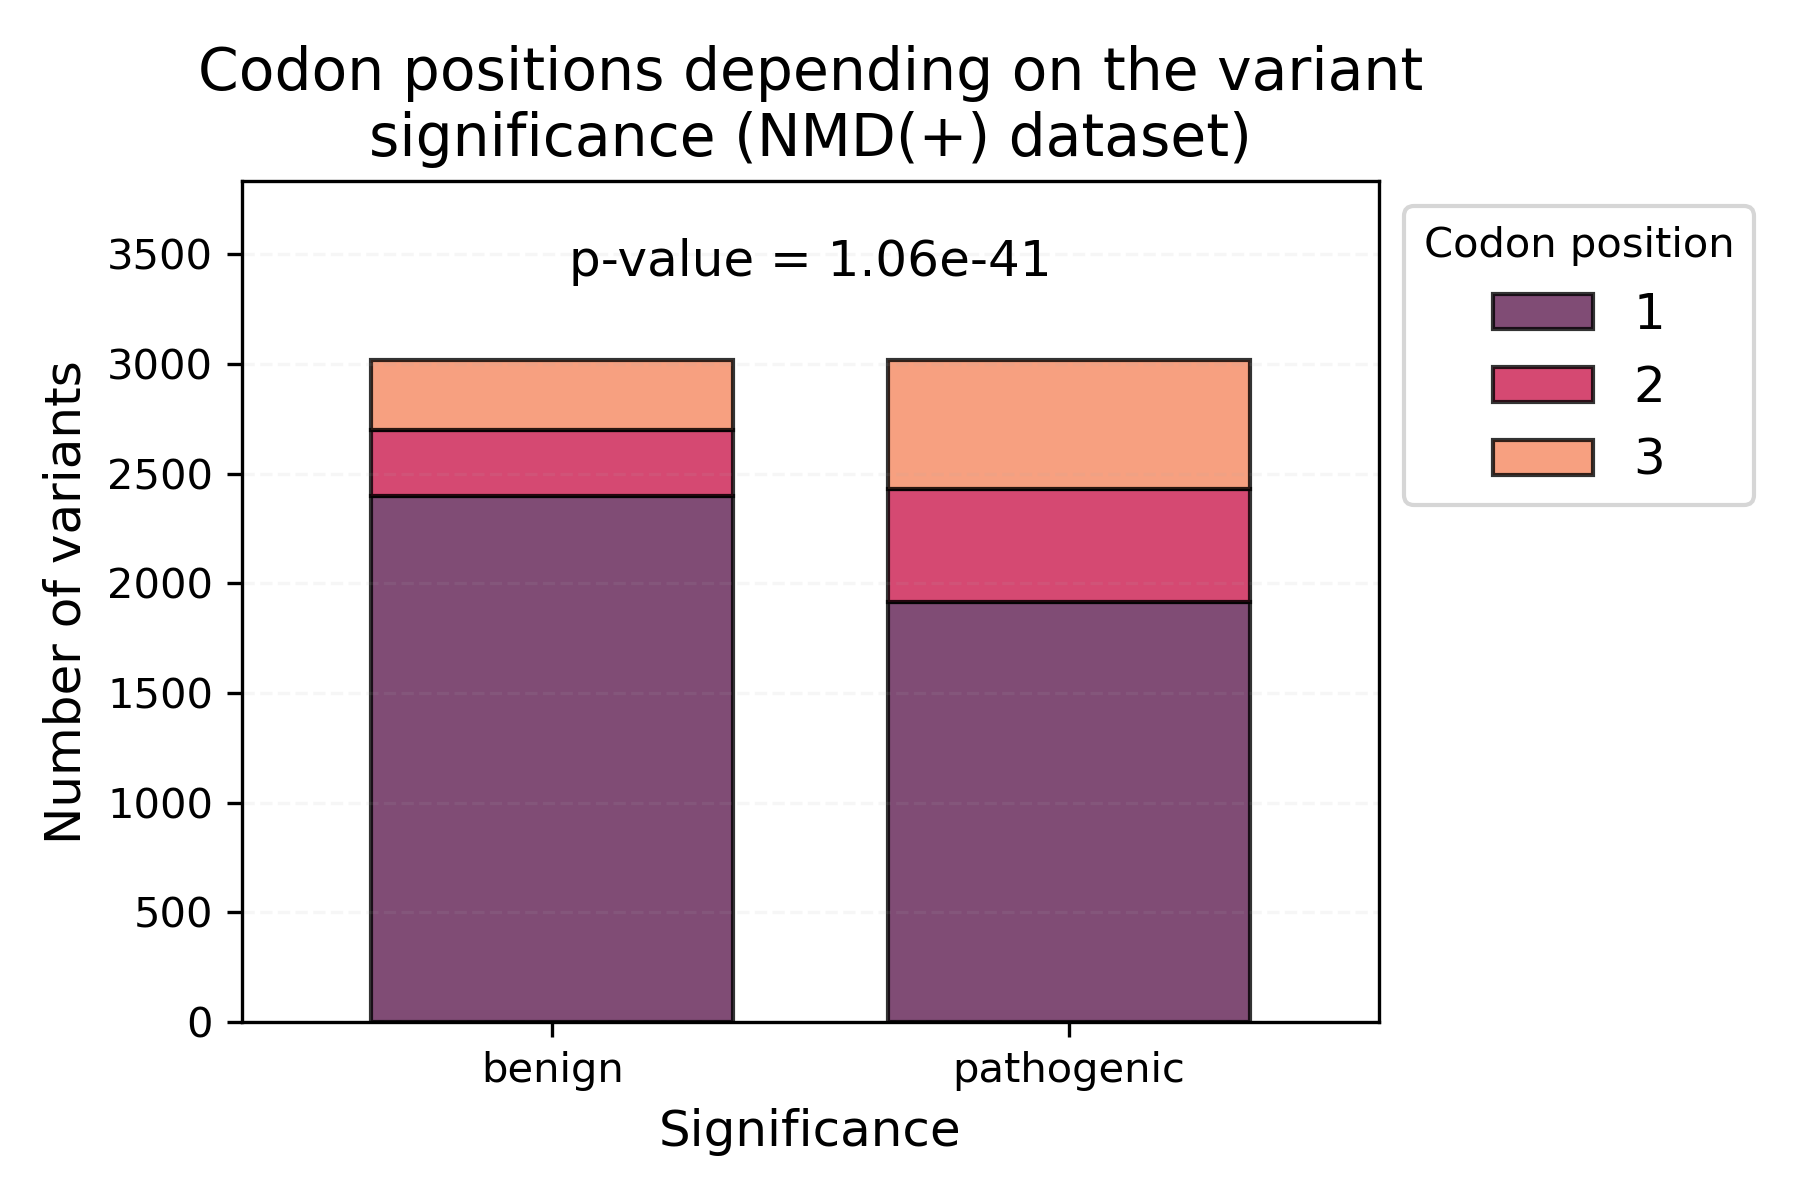 Codon positions depending on the variant
significance (NMD(+) dataset)
p-value = 1.06e-41
Number of variants
3500
3000
2500
2000
1500
1000
500
0
benign
pathogenic
Significance
Codon position
1
2
3